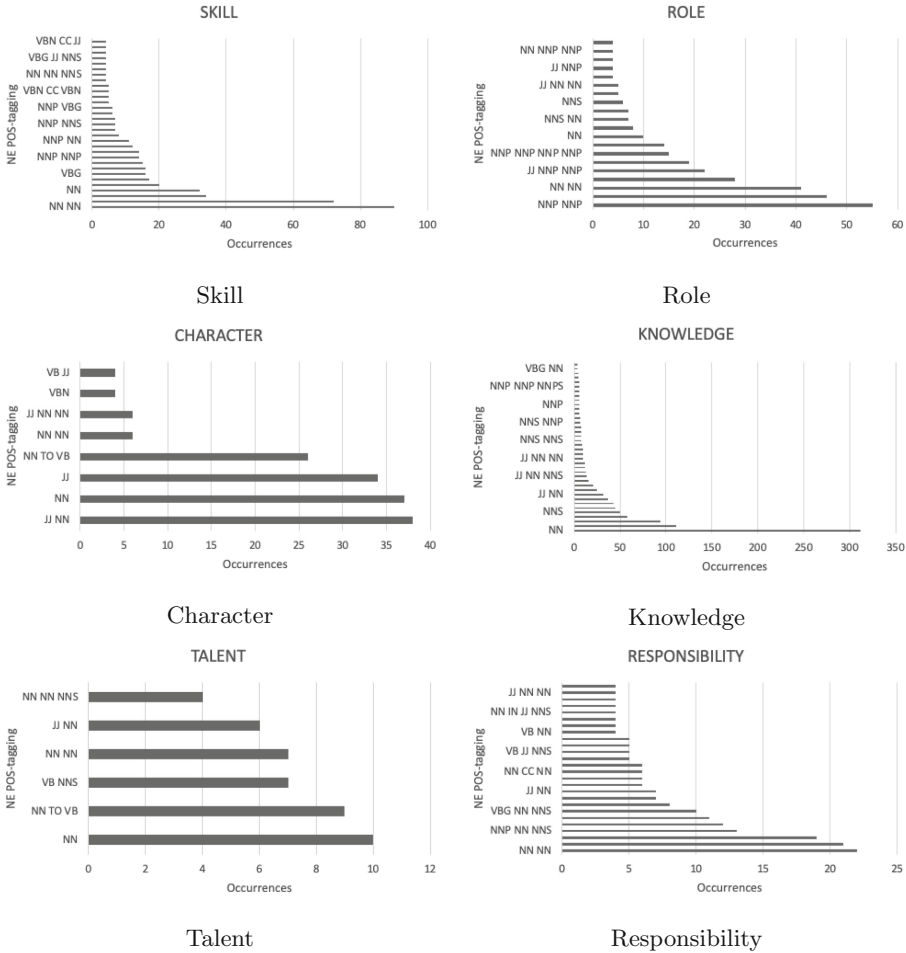 SKILL
NE POS-tagging
VBN CC JJ
VBG JJ NNS
NN NN NNS
VBN CC VBN
NNP VBG
NNP NNS
NNP NN
NNP NNP
VBG
NN
NN NN
0 20 40 60 80 100
Occurrences
Skill
ROLE
NE POS-tagging
NN NNP NNP
JJ NNP
JJ NN NN
NNS
NNS NN
NN
NNP NNP NNP NNP
JJ NNP NNP
NN NN
NNP NNP
0 10 20 30 40 50 60
Occurrences
Role
CHARACTER
NE POS-tagging
VB JJ
VBN
JJ NN NN
NN NN
NN TO VB
JJ
NN
JJ NN
0 5 10 15 20 25 30 35 40
Occurrences
Character
KNOWLEDGE
NE POS-tagging
VBG NN
NNP NNP NNPS
NNP
NNS NNP
NNS NNS
JJ NN NN
JJ NN NNS
JJ NN
NNS
NN
0 50 100 150 200 250 300 350
Occurrences
Knowledge
TALENT
NE POS-tagging
NN NN NNS
JJ NN
NN NN
VB NNS
NN TO VB
NN
0 2 4 6 8 10 12
Occurrences
Talent
RESPONSIBILITY
NE POS-tagging
JJ NN NN
NN IN JJ NNS
VB NN
VB JJ NNS
NN CC NN
JJ NN
VBG NN NNS
NNP NN NNS
NN NN
0 5 10 15 20 25
Occurrences
Responsibility